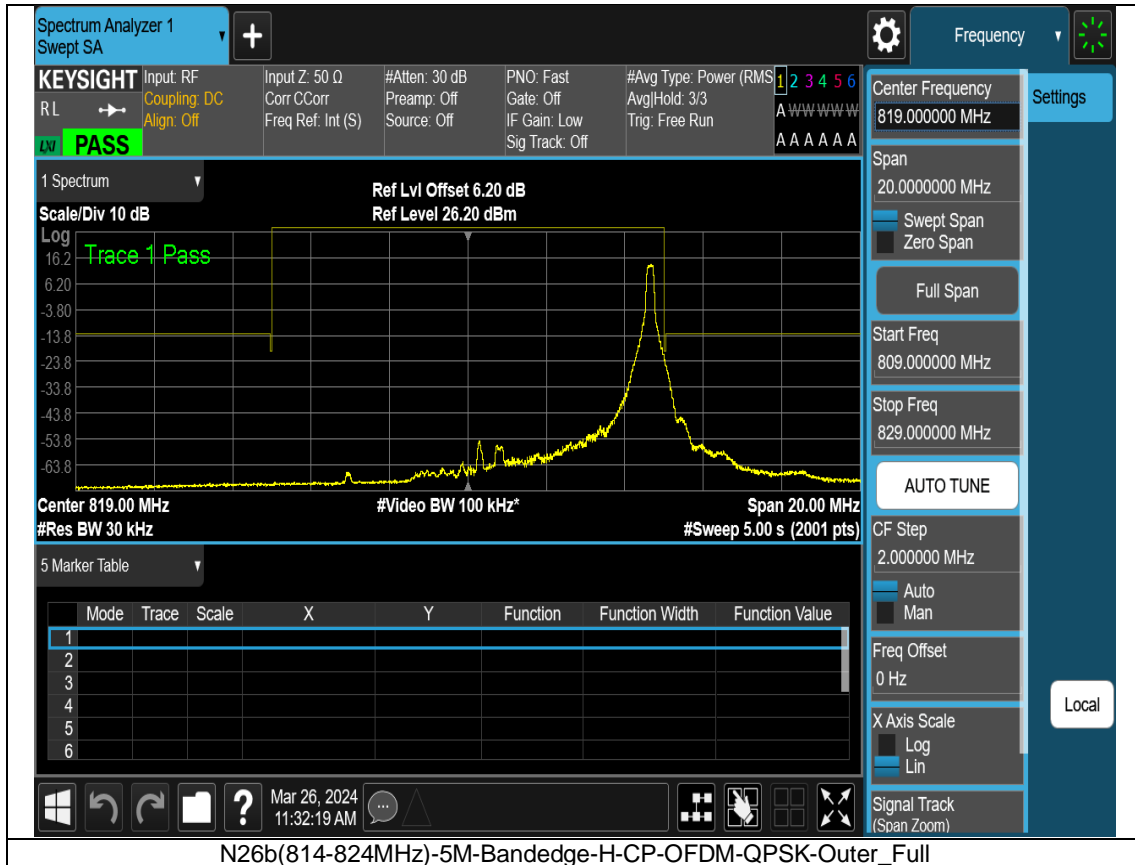 Spectrum Analyzer 1
Swept SA
Frequency
KEYSIGHT
Input: RF
Input Z: 50 Ω
#Atten: 30 dB
PNO: Fast
#Avg Type: Power (RMS
1 2 3 4 5 6
R L
Coupling: DC
Corr CCorr
Preamp: Off
Gate: Off
Avg|Hold: 3/3
A W W W W W
Align: Off
Freq Ref: Int (S)
Source: Off
IF Gain: Low
Trig: Free Run
LXI
PASS
Sig Track: Off
A A A A A A
1 Spectrum
Ref Lvl Offset 6.20 dB
Scale/Div 10 dB
Ref Level 26.20 dBm
Log
Trace 1 Pass
16.2
6.20
-3.80
-13.8
-23.8
-33.8
-43.8
-53.8
-63.8
Center 819.00 MHz
#Video BW 100 kHz*
Span 20.00 MHz
#Res BW 30 kHz
#Sweep 5.00 s (2001 pts)
5 Marker Table
Mode Trace Scale X Y Function Function Width Function Value
1
2
3
4
5
6
Center Frequency
819.000000 MHz
Settings
Span
20.0000000 MHz
Swept Span
Zero Span
Full Span
Start Freq
809.000000 MHz
Stop Freq
829.000000 MHz
AUTO TUNE
CF Step
2.000000 MHz
Auto
Man
Freq Offset
0 Hz
Local
X Axis Scale
Log
Lin
Signal Track
(Span Zoom)
?
Mar 26, 2024
11:32:19 AM
N26b(814-824MHz)-5M-Bandedge-H-CP-OFDM-QPSK-Outer_Full